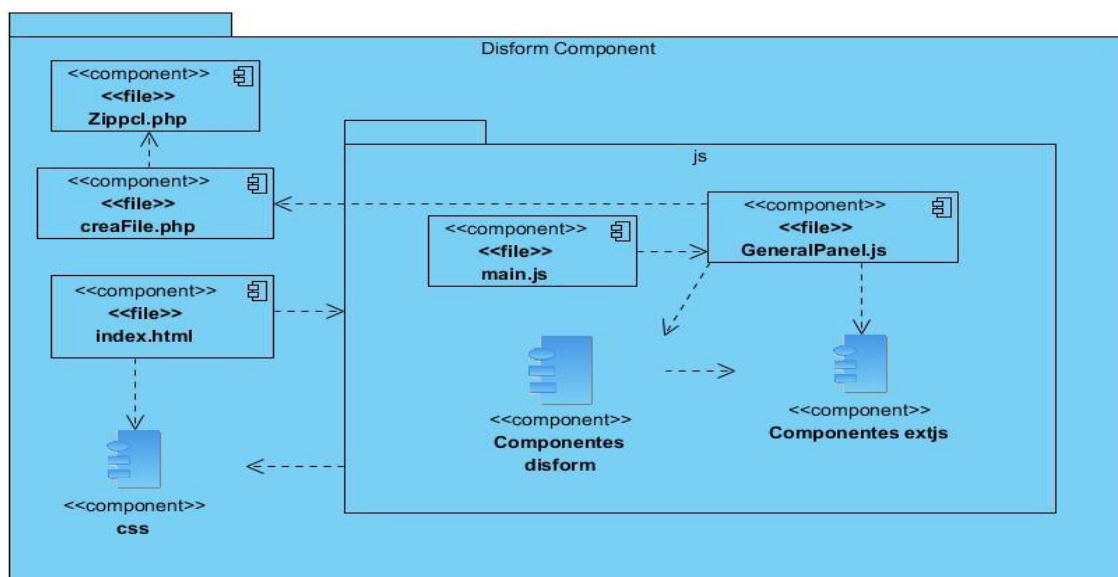 Disform Component
<<component>>
<<file>>
Zippcl.php
<<component>>
<<file>>
creaFile.php
<<component>>
<<file>>
index.html
<<component>>
css
js
<<component>>
<<file>>
main.js
<<component>>
<<file>>
GeneralPanel.js
<<component>>
Componentes
disform
<<component>>
Componentes extjs